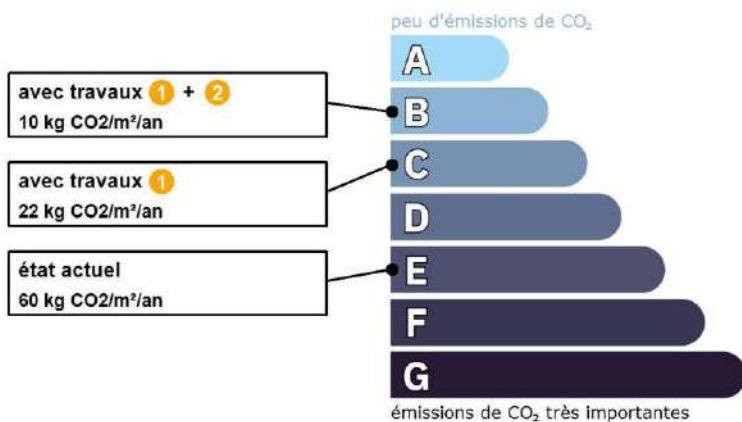 peu d'émissions de CO₂
A
avec travaux 1 + 2
10 kg CO2/m²/an
B
avec travaux 1
22 kg CO2/m²/an
C
D
état actuel
60 kg CO2/m²/an
E
F
G
émissions de CO₂ très importantes